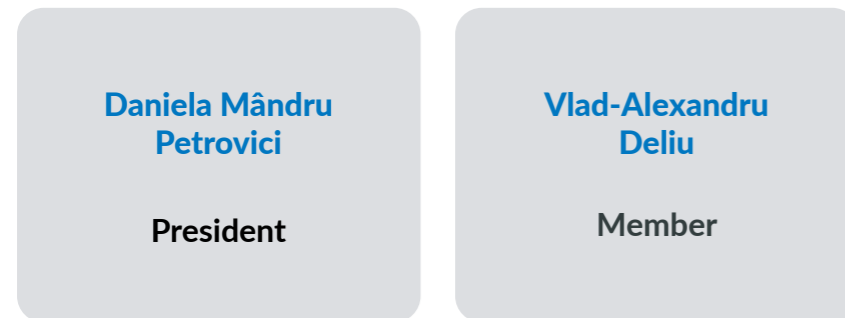 Daniela Mândru
Petrovici
President
Vlad-Alexandru
Deliu
Member